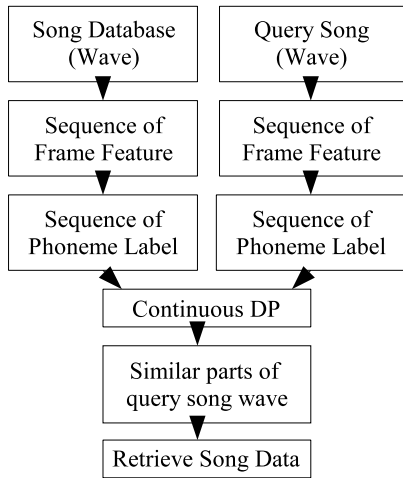 Song Database
(Wave)
Query Song
(Wave)
Sequence of
Frame Feature
Sequence of
Frame Feature
Sequence of
Phoneme Label
Sequence of
Phoneme Label
Continuous DP
Similar parts of
query song wave
Retrieve Song Data